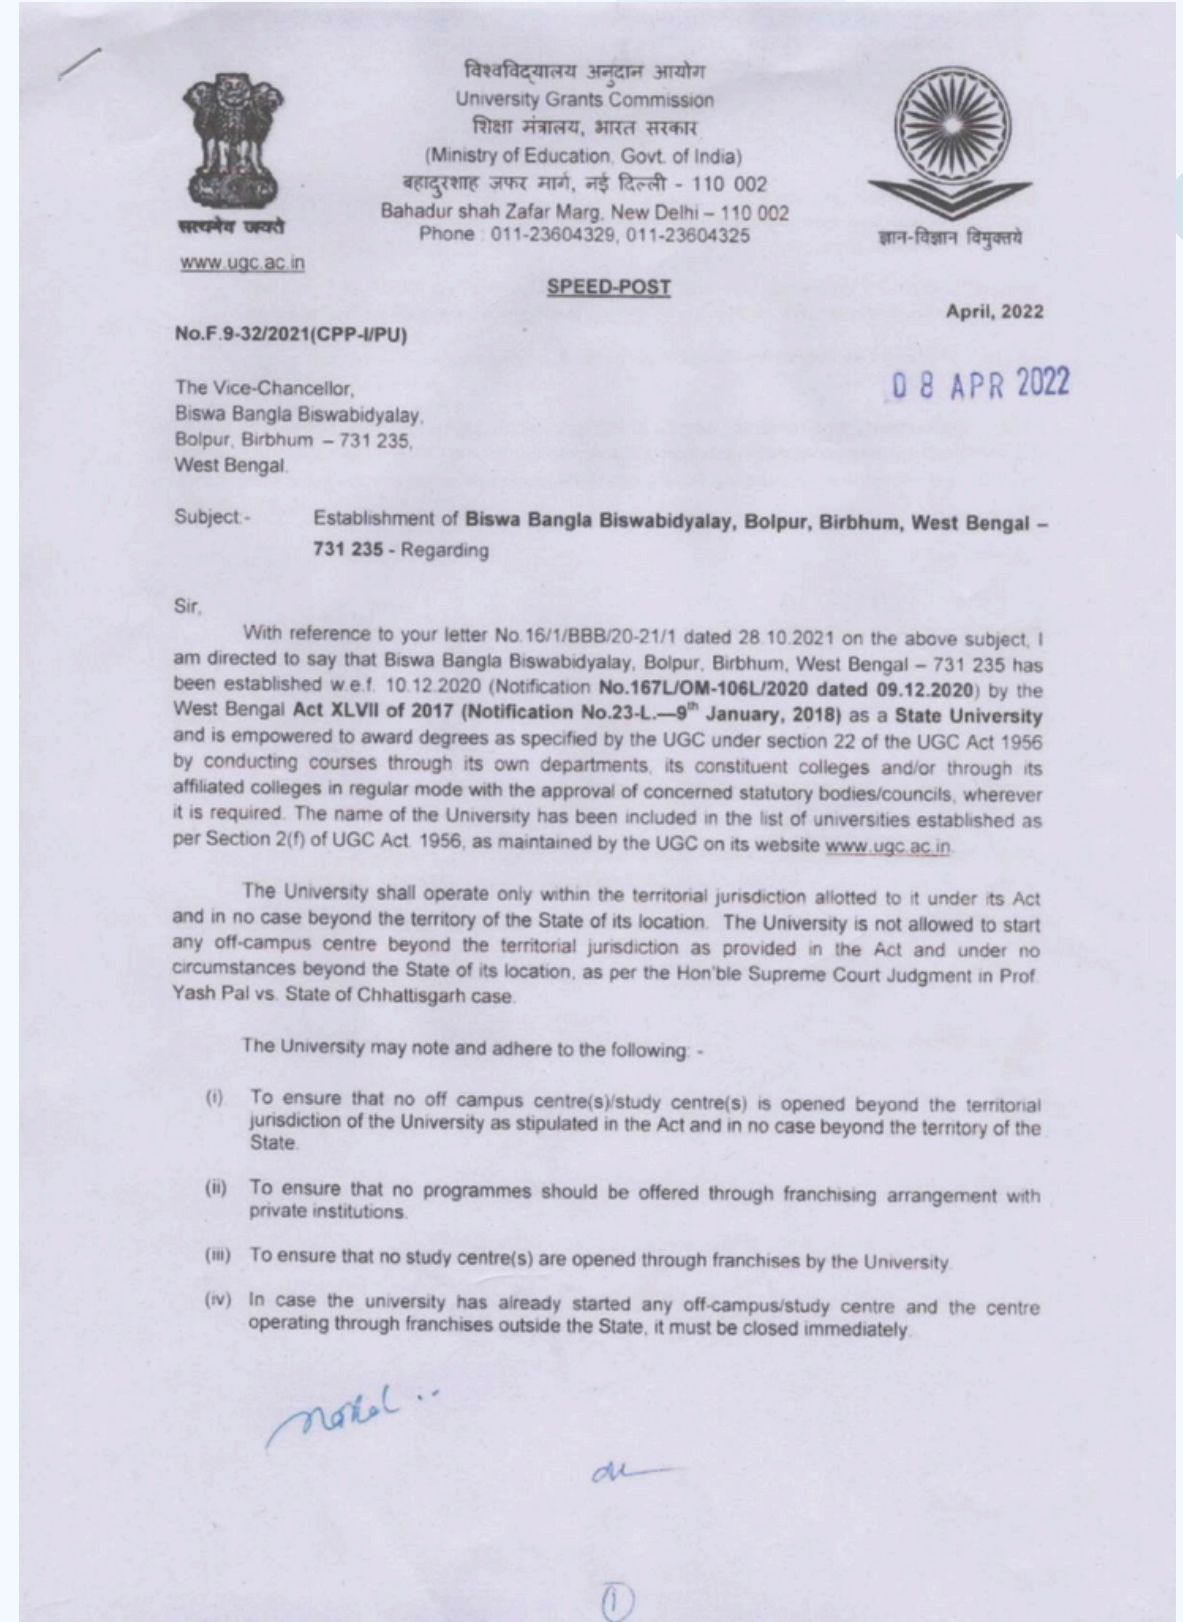 विश्वविद्यालय अनुदान आयोग
University Grants Commission
शिक्षा मंत्रालय, भारत सरकार
(Ministry of Education, Govt. of India)
बहादुरशाह जफर मार्ग, नई दिल्ली - 110 002
Bahadur shah Zafar Marg, New Delhi – 110 002
Phone : 011-23604329, 011-23604325
सत्यमेव जयते
www.ugc.ac.in
ज्ञान-विज्ञान विमुक्तये
SPEED-POST
April, 2022
No.F.9-32/2021(CPP-I/PU)
08 APR 2022
The Vice-Chancellor,
Biswa Bangla Biswabidyalay,
Bolpur, Birbhum – 731 235,
West Bengal.
Subject:- Establishment of Biswa Bangla Biswabidyalay, Bolpur, Birbhum, West Bengal –
731 235 - Regarding
Sir,
With reference to your letter No.16/1/BBB/20-21/1 dated 28.10.2021 on the above subject, I
am directed to say that Biswa Bangla Biswabidyalay, Bolpur, Birbhum, West Bengal – 731 235 has
been established w.e.f. 10.12.2020 (Notification No.167L/OM-106L/2020 dated 09.12.2020) by the
West Bengal Act XLVII of 2017 (Notification No.23-L.—9th January, 2018) as a State University
and is empowered to award degrees as specified by the UGC under section 22 of the UGC Act 1956
by conducting courses through its own departments, its constituent colleges and/or through its
affiliated colleges in regular mode with the approval of concerned statutory bodies/councils, wherever
it is required. The name of the University has been included in the list of universities established as
per Section 2(f) of UGC Act. 1956, as maintained by the UGC on its website www.ugc.ac.in.
The University shall operate only within the territorial jurisdiction allotted to it under its Act
and in no case beyond the territory of the State of its location. The University is not allowed to start
any off-campus centre beyond the territorial jurisdiction as provided in the Act and under no
circumstances beyond the State of its location, as per the Hon'ble Supreme Court Judgment in Prof.
Yash Pal vs. State of Chhattisgarh case.
The University may note and adhere to the following: -
(i) To ensure that no off campus centre(s)/study centre(s) is opened beyond the territorial
jurisdiction of the University as stipulated in the Act and in no case beyond the territory of the
State.
(ii) To ensure that no programmes should be offered through franchising arrangement with
private institutions.
(iii) To ensure that no study centre(s) are opened through franchises by the University.
(iv) In case the university has already started any off-campus/study centre and the centre
operating through franchises outside the State, it must be closed immediately.
1